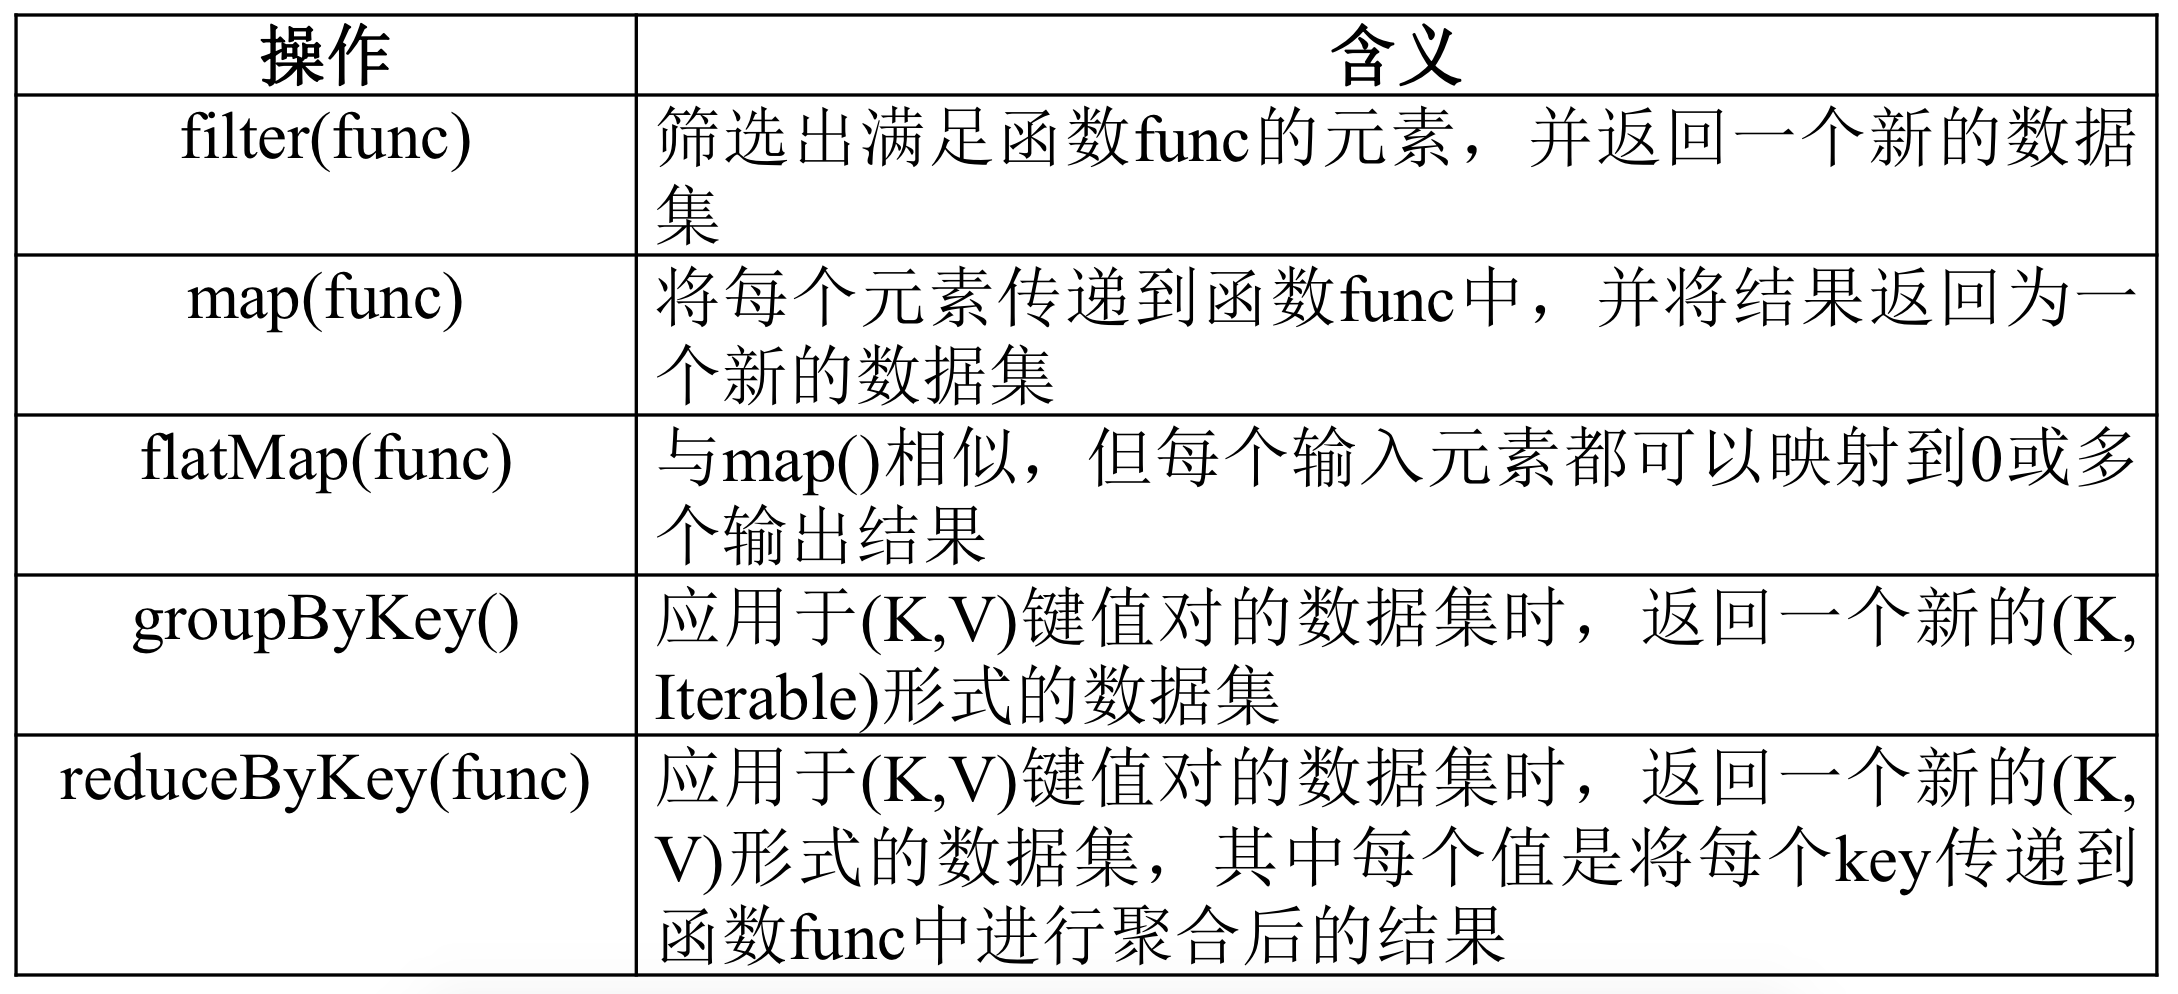 操作
含义
filter(func)
筛选出满足函数func的元素，并返回一个新的数据
集
map(func)
将每个元素传递到函数func中，并将结果返回为一
个新的数据集
flatMap(func)
与map()相似，但每个输入元素都可以映射到0或多
个输出结果
groupByKey()
应用于(K,V)键值对的数据集时，返回一个新的(K,
Iterable)形式的数据集
reduceByKey(func)
应用于(K,V)键值对的数据集时，返回一个新的(K,
V)形式的数据集，其中每个值是将每个key传递到
函数func中进行聚合后的结果